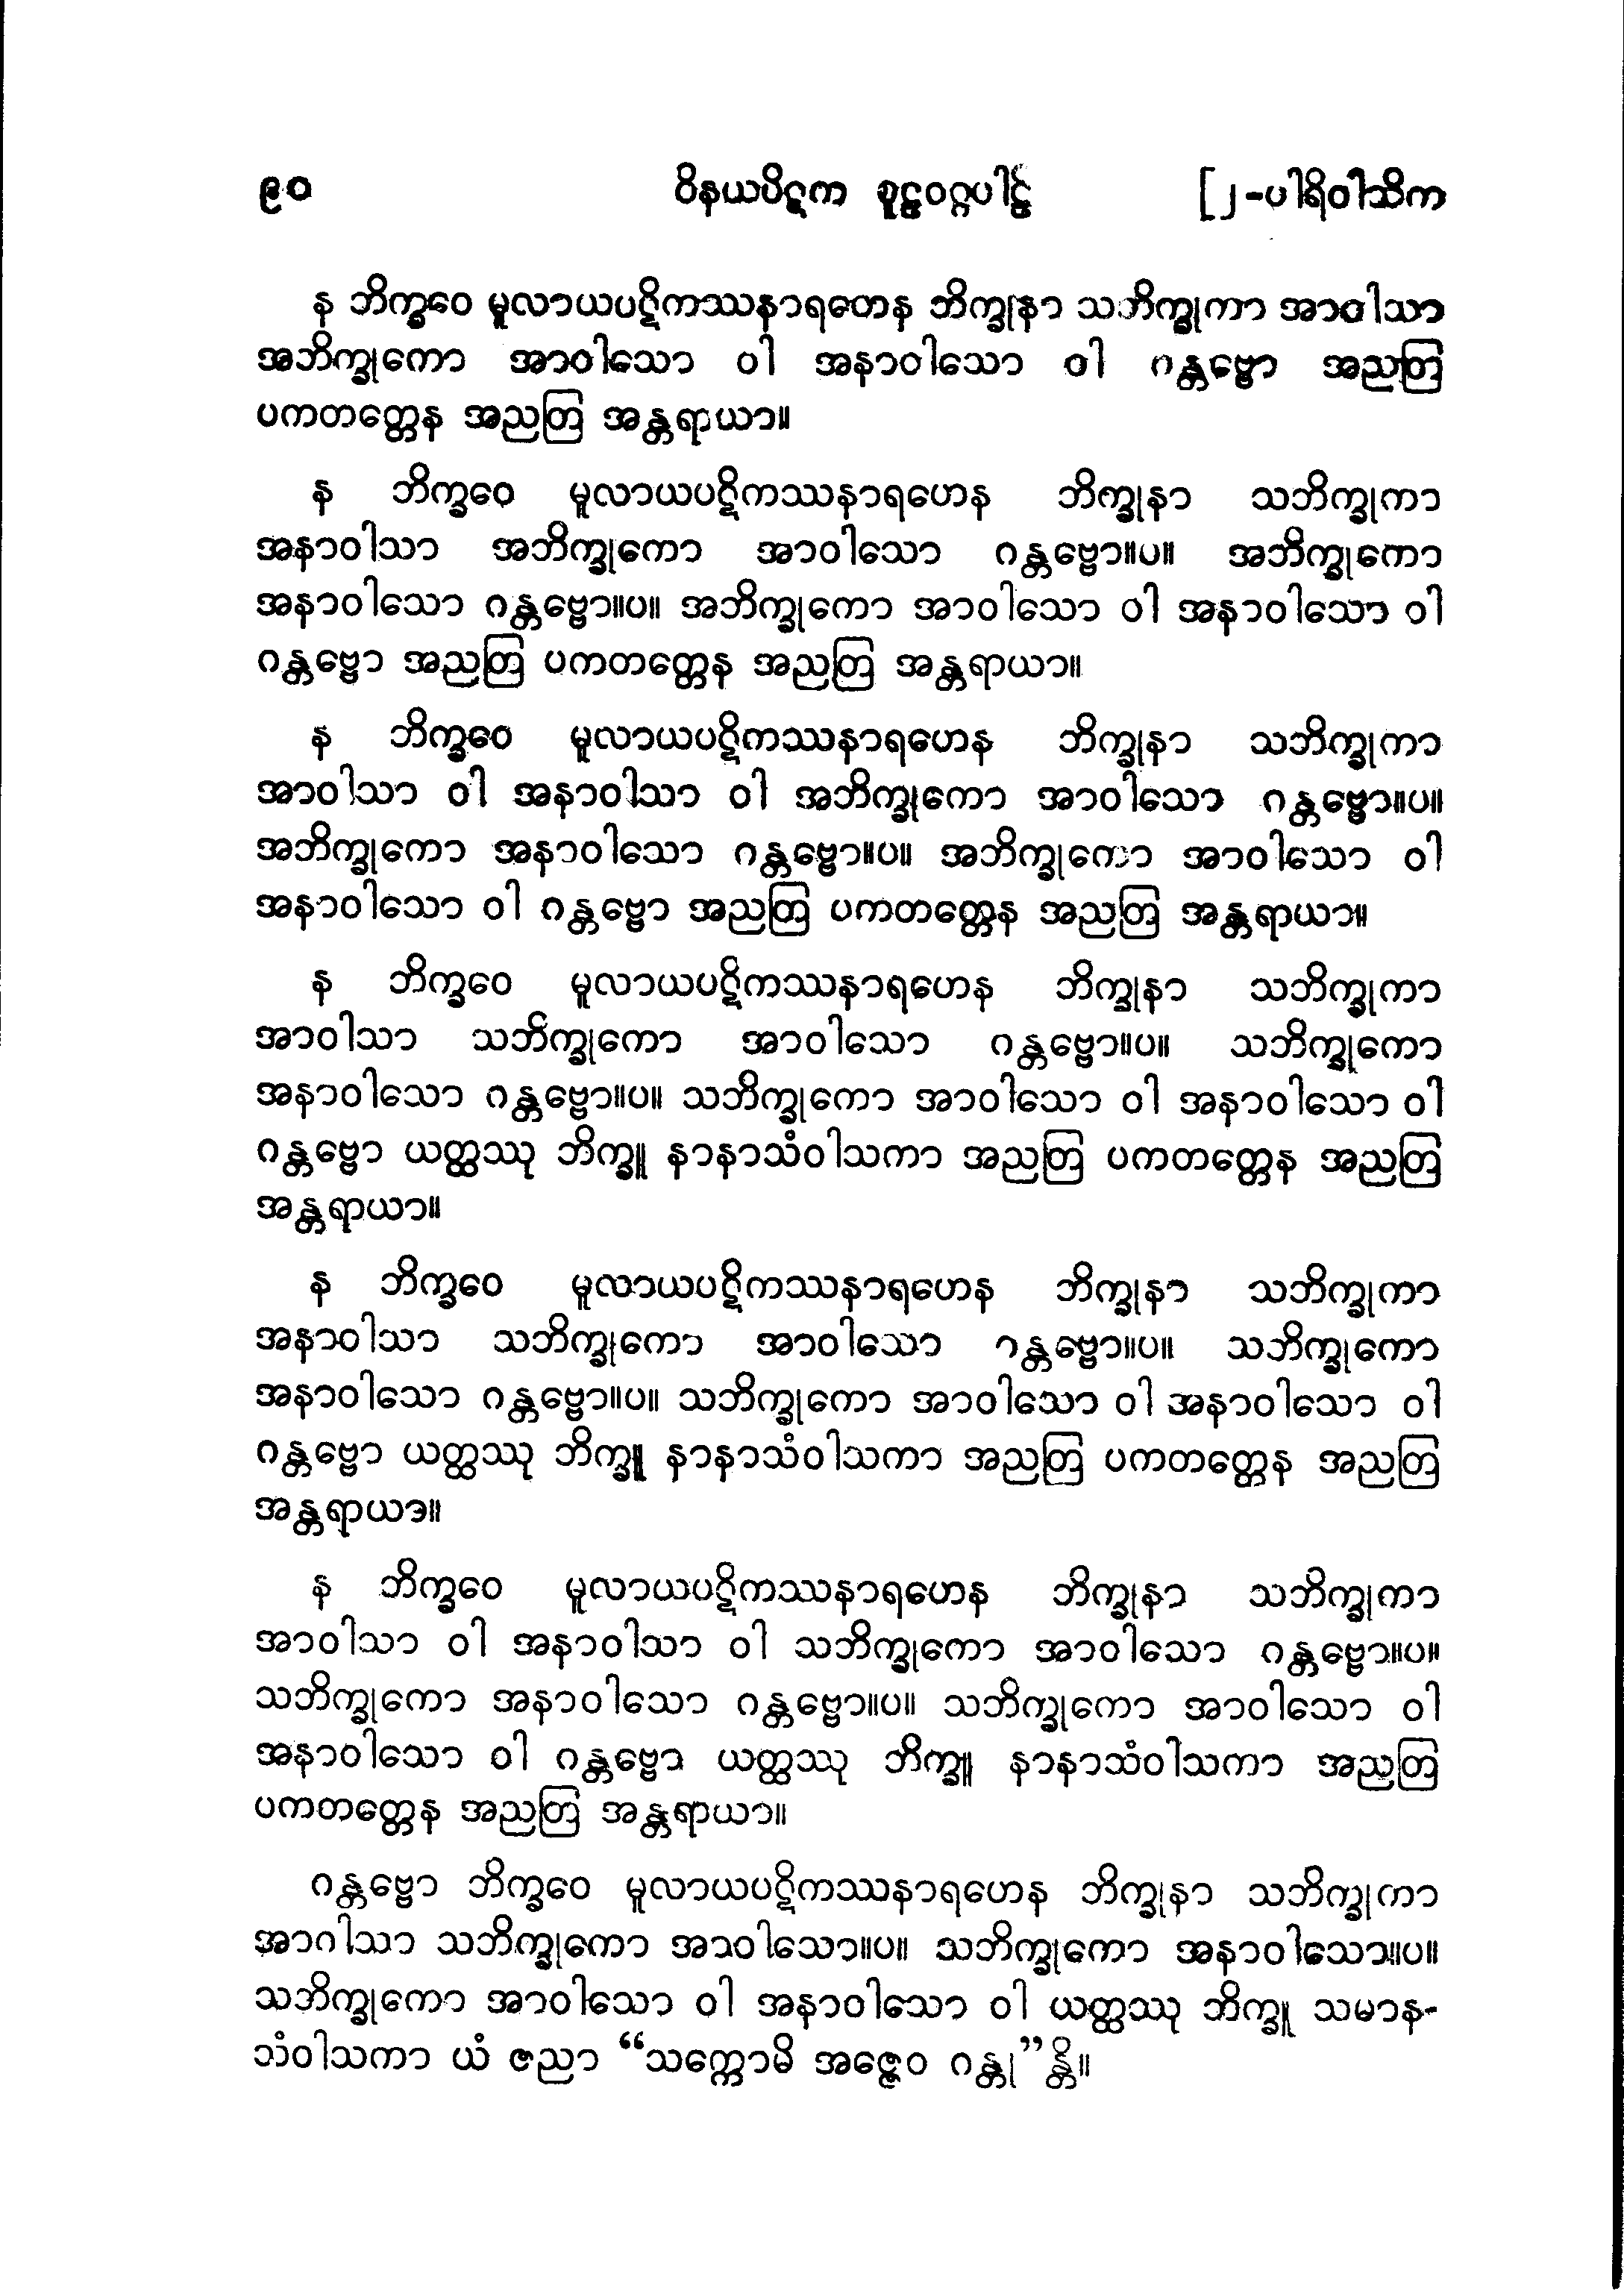 ၉၀ ဝိနယပိဋက စူဠဝဂ္ဂပါဠိ [၂-ပါရိဝါသိက
န ဘိက္ခဝေ မူလာယပဋိကဿနာရဟေန ဘိက္ခုနာ သဘိက္ခုကာ အာဝါသာ
အဘိက္ခုကော အာဝါသော ဝါ အနာဝါသော ဝါ ဂန္တဗ္ဗော အညတြ
ပကတတ္တေန အညတြ အန္တရာယာ။
န ဘိက္ခဝေ မူလာယပဋိကဿနာရဟေန ဘိက္ခုနာ သဘိက္ခုကာ
အနာဝါသာ အဘိက္ခုကော အာဝါသော ဂန္တဗ္ဗော။ပ။ အဘိက္ခုကော
အနာဝါသော ဂန္တဗ္ဗော။ပ။ အဘိက္ခုကော အာဝါသော ဝါ အနာဝါသော ဝါ
ဂန္တဗ္ဗော အညတြ ပကတတ္တေန အညတြ အန္တရာယာ။
န ဘိက္ခဝေ မူလာယပဋိကဿနာရဟေန ဘိက္ခုနာ သဘိက္ခုကာ
အာဝါသာ ဝါ အနာဝါသာ ဝါ အဘိက္ခုကော အာဝါသော ဂန္တဗ္ဗော။ပ။
အဘိက္ခုကော အနာဝါသော ဂန္တဗ္ဗော။ပ။ အဘိက္ခုကော အာဝါသော ဝါ
အနာဝါသော ဝါ ဂန္တဗ္ဗော အညတြ ပကတတ္တေန အညတြ အန္တရာယာ။
န ဘိက္ခဝေ မူလာယပဋိကဿနာရဟေန ဘိက္ခုနာ သဘိက္ခုကာ
အာဝါသာ သဘိက္ခုကော အာဝါသော ဂန္တဗ္ဗော။ပ။ သဘိက္ခုကော
အနာဝါသော ဂန္တဗ္ဗော။ပ။ သဘိက္ခုကော အာဝါသော ဝါ အနာဝါသော ဝါ
ဂန္တဗ္ဗော ယတ္ထဿု ဘိက္ခူ နာနာသံဝါသကာ အညတြ ပကတတ္တေန အညတြ
အန္တရာယာ။
န ဘိက္ခဝေ မူလာယပဋိကဿနာရဟေန ဘိက္ခုနာ သဘိက္ခုကာ
အနာဝါသာ သဘိက္ခုကော အာဝါသော ဂန္တဗ္ဗော။ပ။ သဘိက္ခုကော
အနာဝါသော ဂန္တဗ္ဗော။ပ။ သဘိက္ခုကော အာဝါသော ဝါ အနာဝါသော ဝါ
ဂန္တဗ္ဗော ယတ္ထဿု ဘိက္ခူ နာနာသံဝါသကာ အညတြ ပကတတ္တေန အညတြ
အန္တရာယာ။
န ဘိက္ခဝေ မူလာယပဋိကဿနာရဟေန ဘိက္ခုနာ သဘိက္ခုကာ
အာဝါသာ ဝါ အနာဝါသာ ဝါ သဘိက္ခုကော အာဝါသော ဂန္တဗ္ဗော။ပ။
သဘိက္ခုကော အနာဝါသော ဂန္တဗ္ဗော။ပ။ သဘိက္ခုကော အာဝါသော ဝါ
အနာဝါသော ဝါ ဂန္တဗ္ဗော ယတ္ထဿု ဘိက္ခူ နာနာသံဝါသကာ အညတြ
ပကတတ္တေန အညတြ အန္တရာယာ။
ဂန္တဗ္ဗော ဘိက္ခဝေ မူလာယပဋိကဿနာရဟေန ဘိက္ခုနာ သဘိက္ခုကာ
အာဂါသာ သဘိက္ခုကော အာဝါသော။ပ။ သဘိက္ခုကော အနာဝါသော။ပ။
သဘိက္ခုကော အာဝါသော ဝါ အနာဝါသော ဝါ ယတ္ထဿု ဘိက္ခူ သမာန-
သံဝါသကာ ယံ ဇညာ “သက္ကောမိ အဇ္ဇေဝ ဂန္တု”န္တိ။